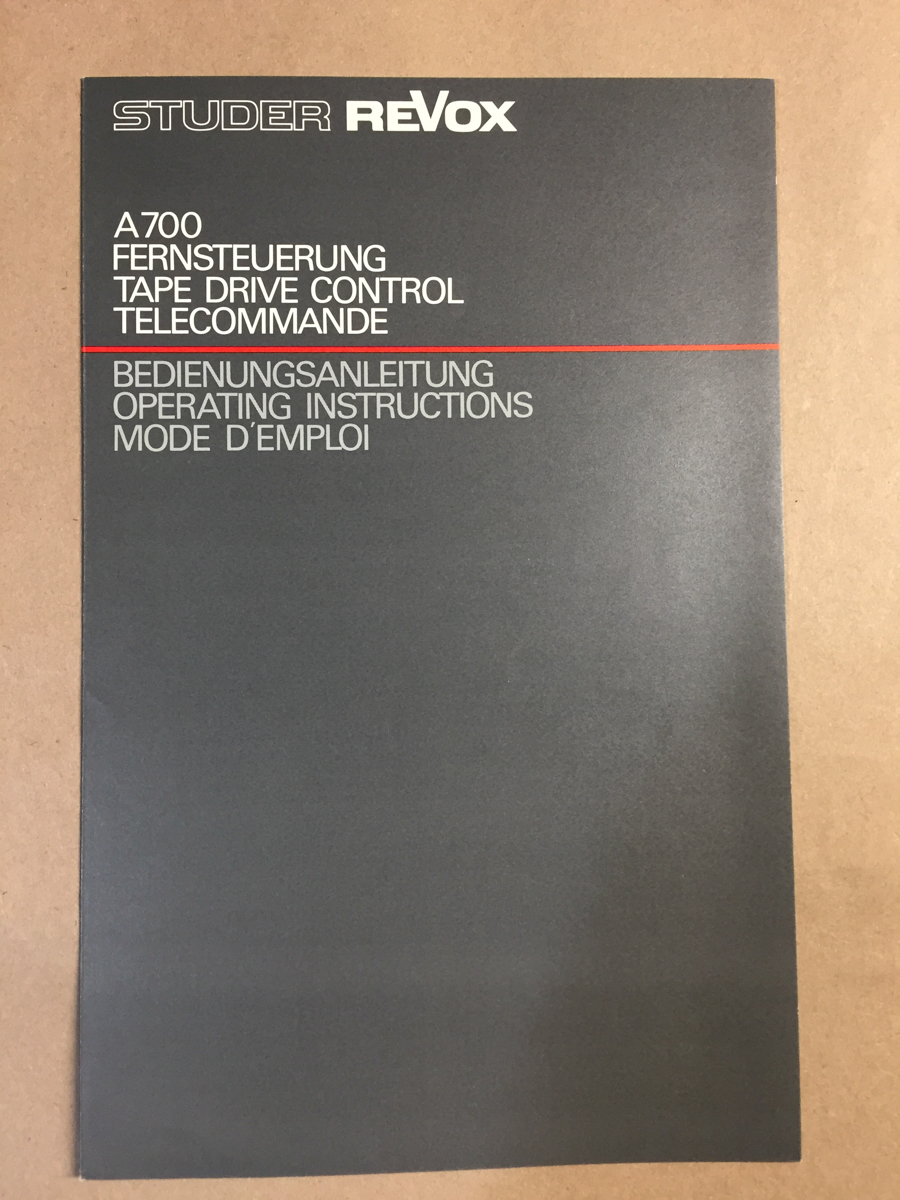 STUDER REVOX
A700
FERNSTEUERUNG
TAPE DRIVE CONTROL
TELECOMMANDE
BEDIENUNGSANLEITUNG
OPERATING INSTRUCTIONS
MODE D'EMPLOI